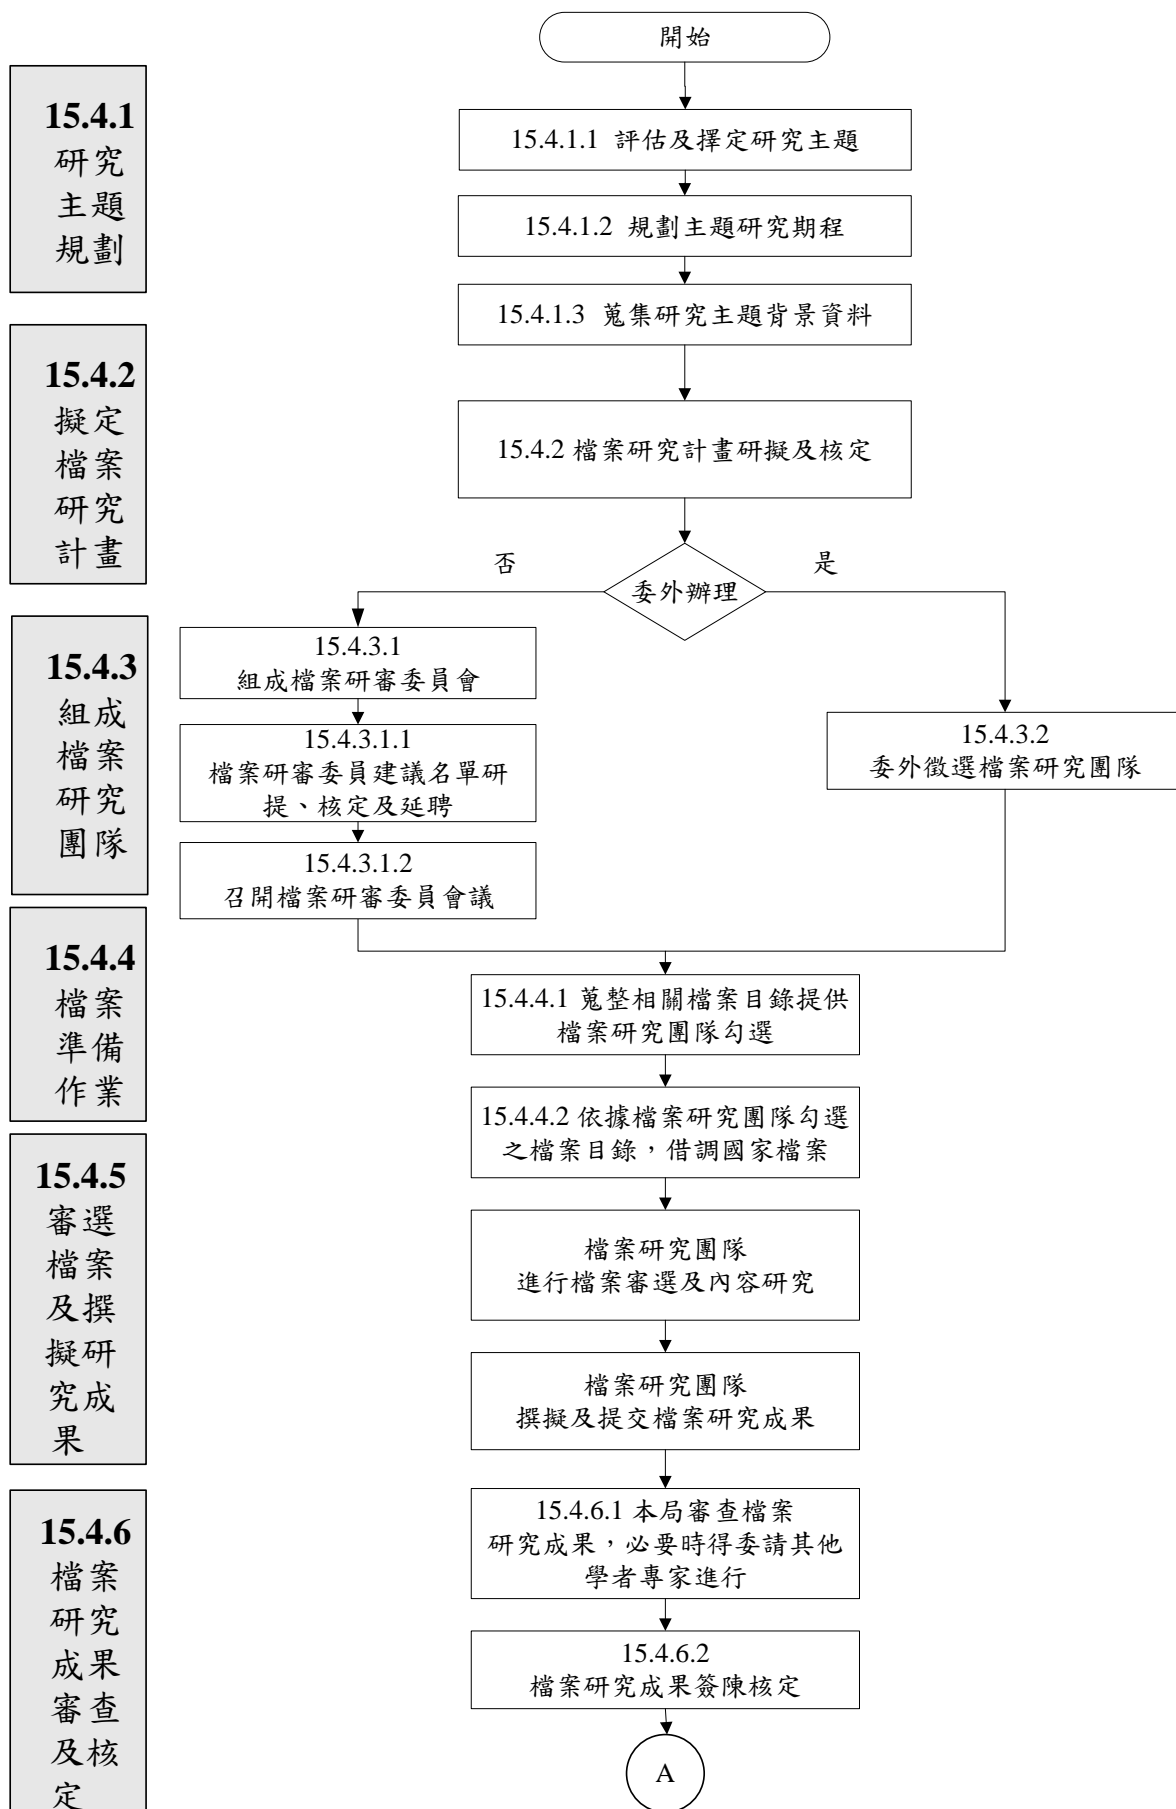 開始
15.4.1
研究
主題
規劃
15.4.1.1 評估及擇定研究主題
15.4.1.2 規劃主題研究期程
15.4.1.3 蒐集研究主題背景資料
15.4.2
擬定
檔案
研究
計畫
15.4.2 檔案研究計畫研擬及核定
委外辦理
否
是
15.4.3
組成
檔案
研究
團隊
15.4.3.1
組成檔案研審委員會
15.4.3.1.1
檔案研審委員建議名單研
提、核定及延聘
15.4.3.1.2
召開檔案研審委員會議
15.4.3.2
委外徵選檔案研究團隊
15.4.4
檔案
準備
作業
15.4.4.1 蒐整相關檔案目錄提供
檔案研究團隊勾選
15.4.4.2 依據檔案研究團隊勾選
之檔案目錄，借調國家檔案
15.4.5
審選
檔案
及撰
擬研
究成
果
檔案研究團隊
進行檔案審選及內容研究
檔案研究團隊
撰擬及提交檔案研究成果
15.4.6
檔案
研究
成果
審查
及核
定
15.4.6.1 本局審查檔案
研究成果，必要時得委請其他
學者專家進行
15.4.6.2
檔案研究成果簽陳核定
A